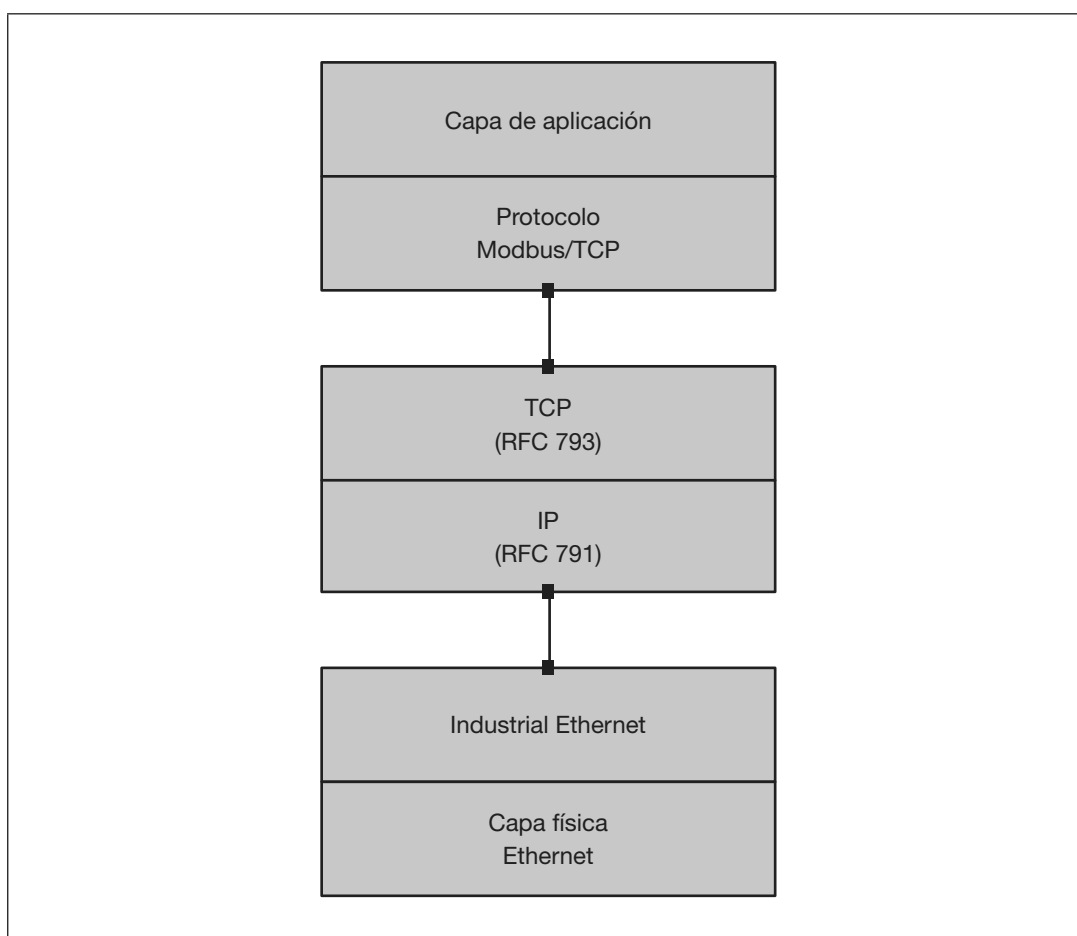 Capa de aplicación
Protocolo
Modbus/TCP
TCP
(RFC 793)
IP
(RFC 791)
Industrial Ethernet
Capa física
Ethernet